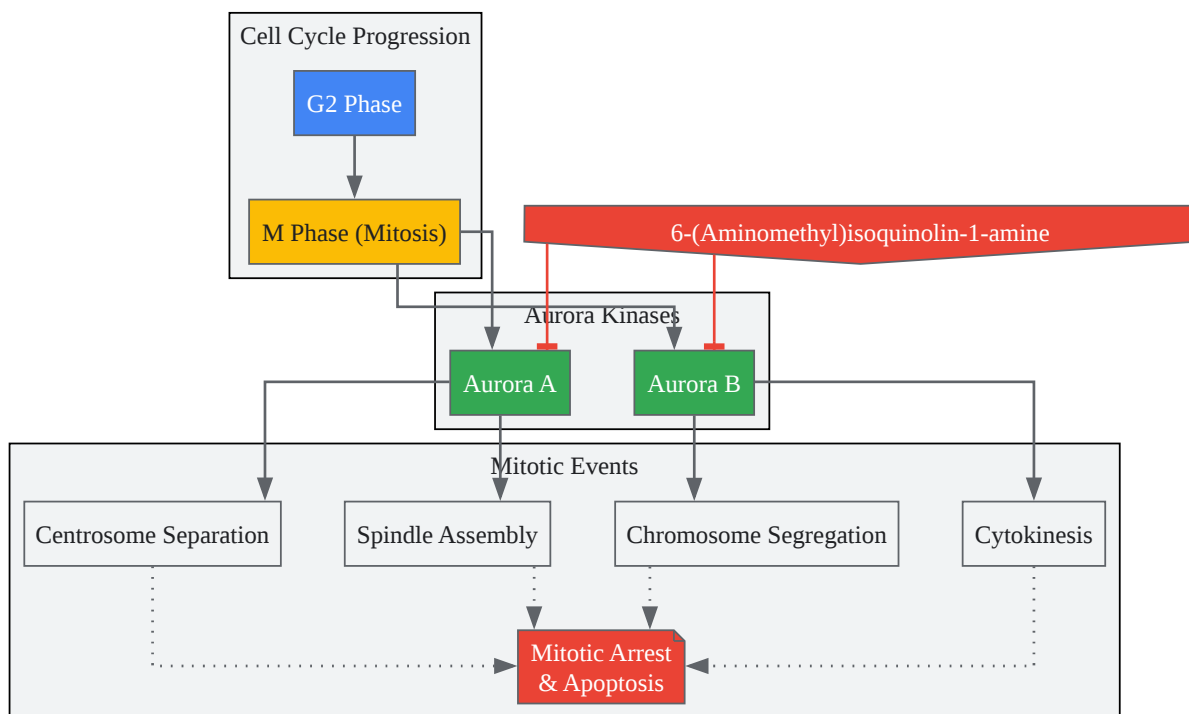 Cell Cycle Progression
G2 Phase
M Phase (Mitosis)
6-(Aminomethyl)isoquinolin-1-amine
Aurora Kinases
Aurora A
Aurora B
Mitotic Events
Centrosome Separation
Spindle Assembly
Chromosome Segregation
Cytokinesis
Mitotic Arrest
& Apoptosis